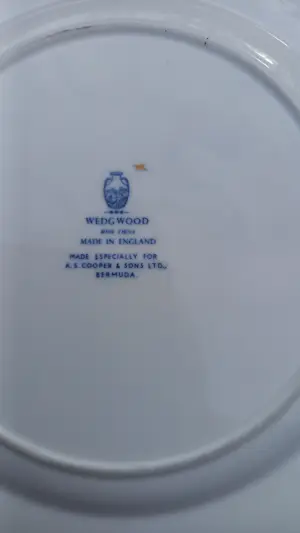 WEDGWOOD
BONE CHINA
MADE IN ENGLAND
MADE ESPECIALLY FOR
A.S. COOPER & SONS LTD.,
BERMUDA.